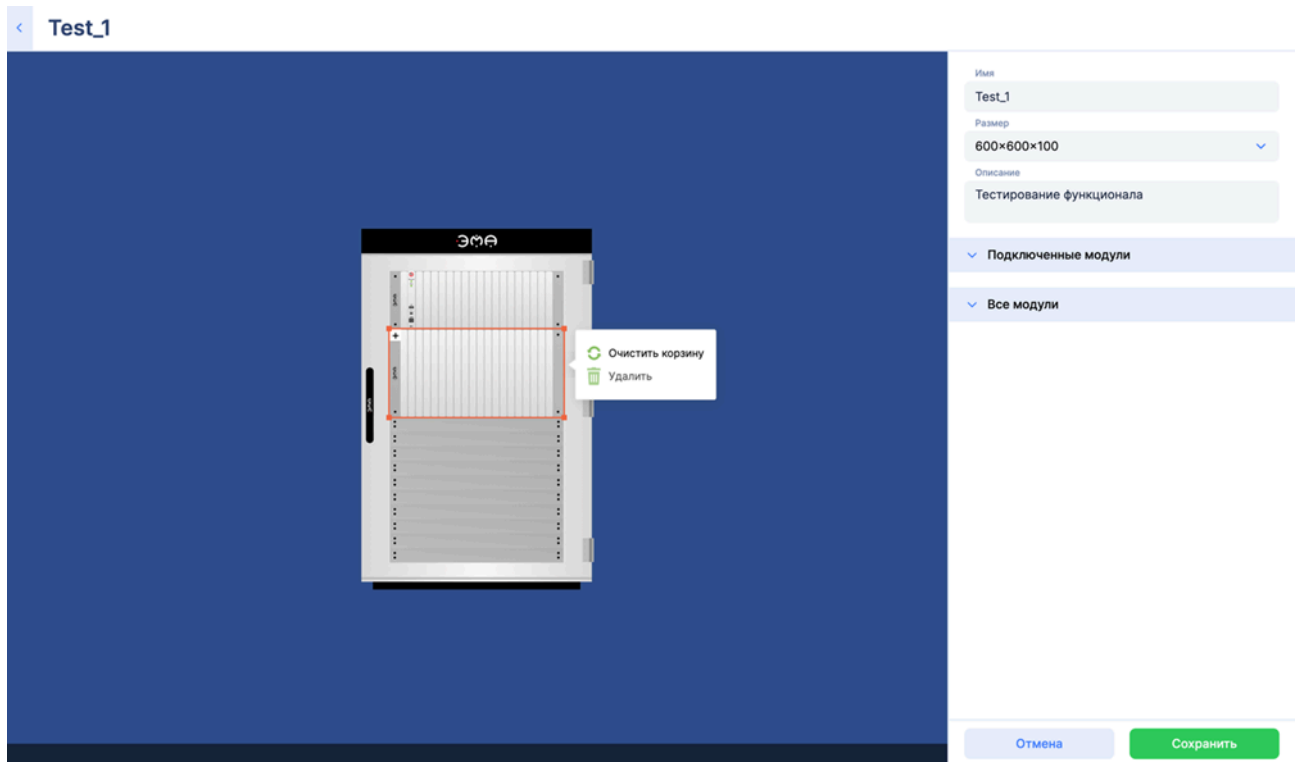 Test_1
Имя
Test_1
Размер
600×600×100
Описание
Тестирование функционала
Подключенные модули
Все модули
ЭМА
Очистить корзину
Удалить
Отмена
Сохранить